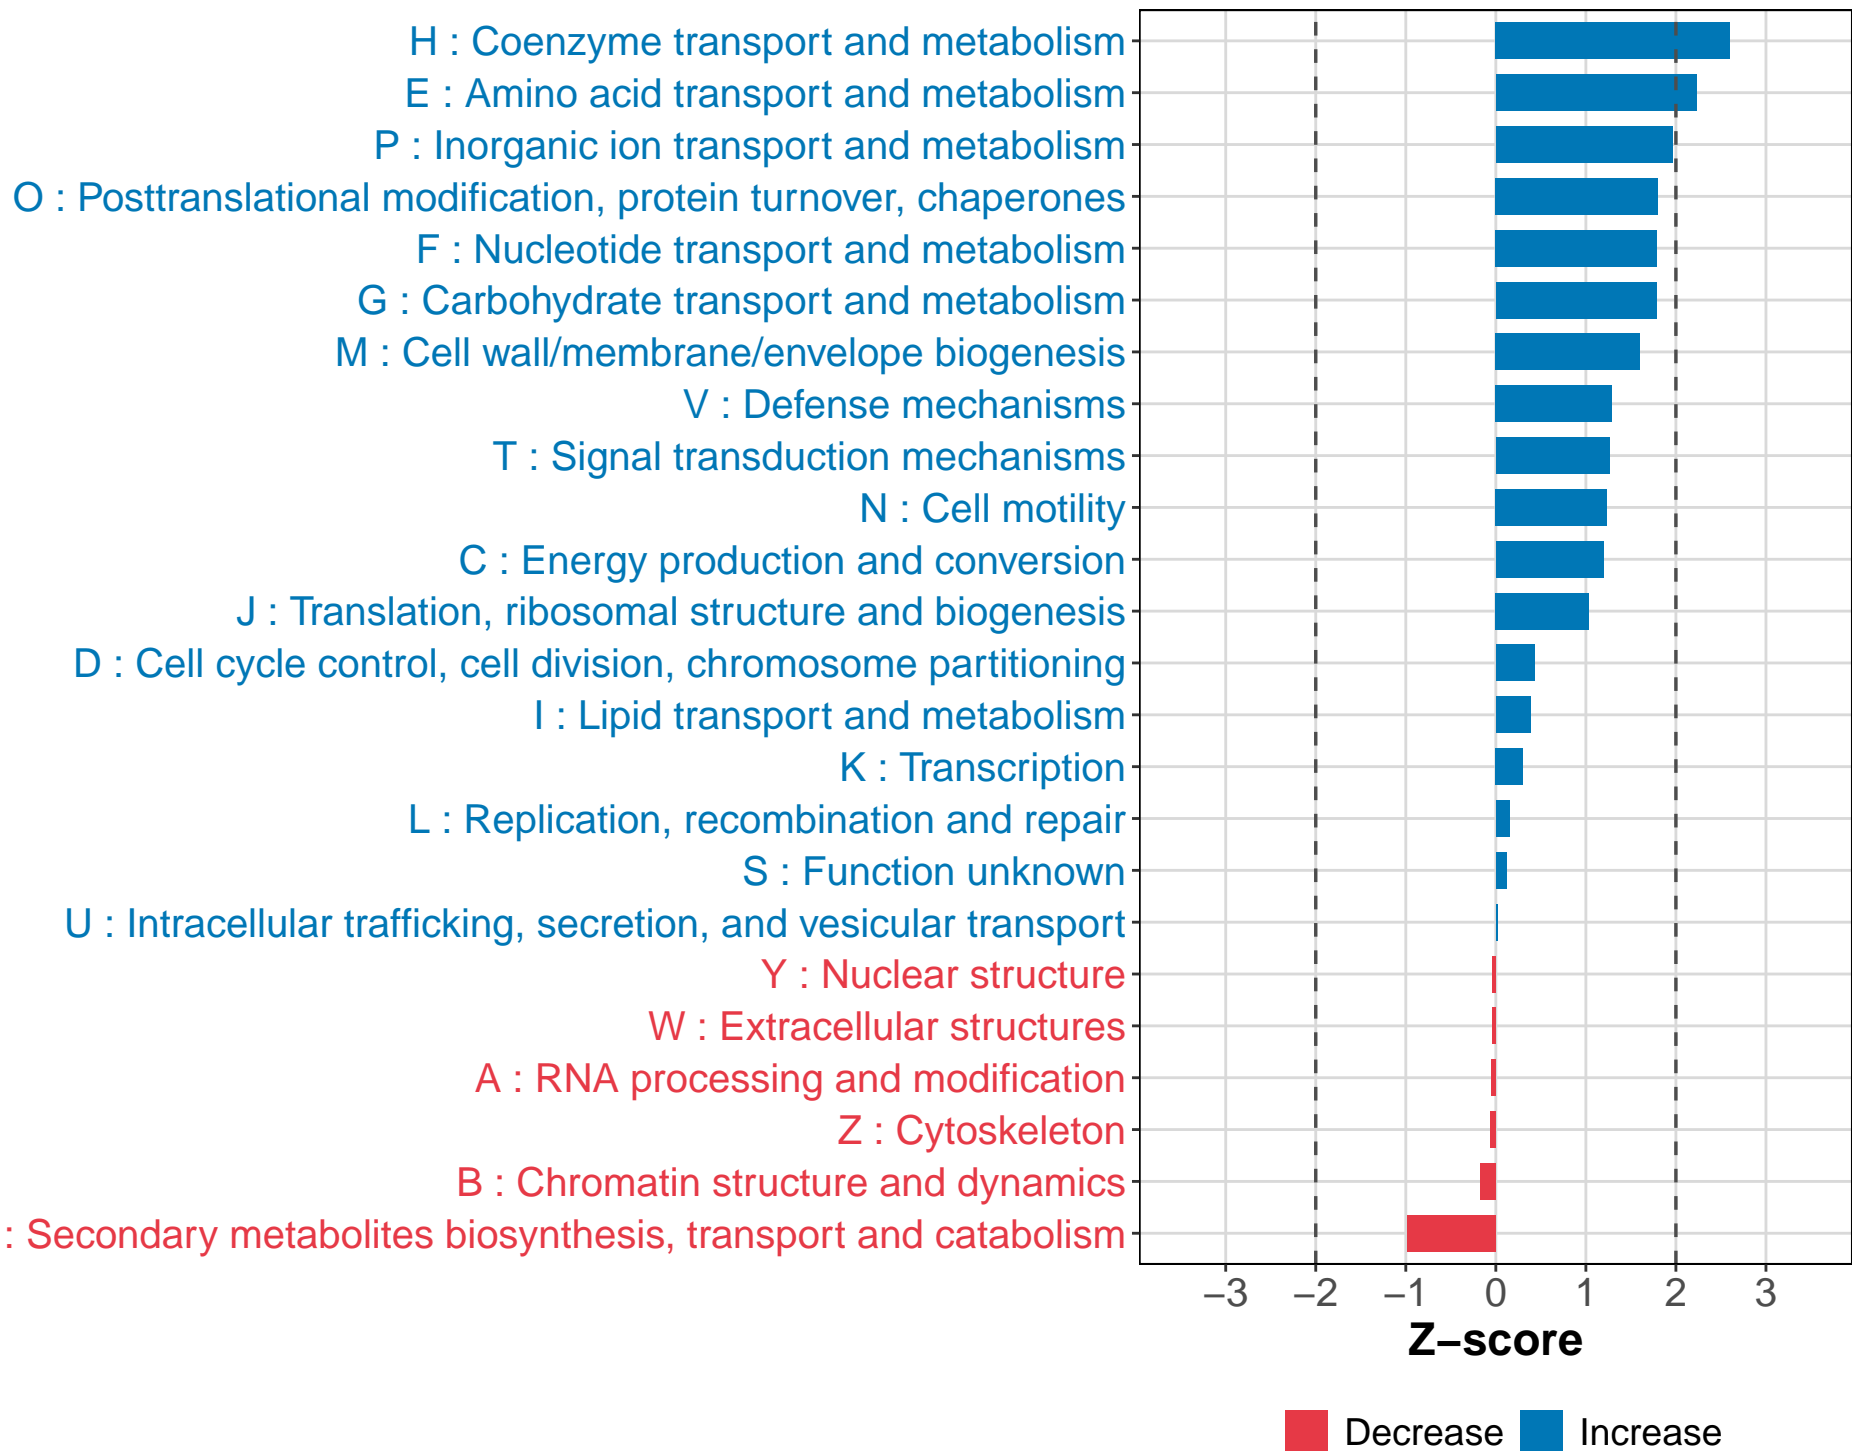 H : Coenzyme transport and metabolism
E : Amino acid transport and metabolism
P : Inorganic ion transport and metabolism
O : Posttranslational modification, protein turnover, chaperones
F : Nucleotide transport and metabolism
G : Carbohydrate transport and metabolism
M : Cell wall/membrane/envelope biogenesis
V : Defense mechanisms
T : Signal transduction mechanisms
N : Cell motility
C : Energy production and conversion
J : Translation, ribosomal structure and biogenesis
D : Cell cycle control, cell division, chromosome partitioning
I : Lipid transport and metabolism
K : Transcription
L : Replication, recombination and repair
S : Function unknown
U : Intracellular trafficking, secretion, and vesicular transport
Y : Nuclear structure
W : Extracellular structures
A : RNA processing and modification
Z : Cytoskeleton
B : Chromatin structure and dynamics
: Secondary metabolites biosynthesis, transport and catabolism
−3 −2 −1 0 1 2 3
Z−score
Decrease Increase